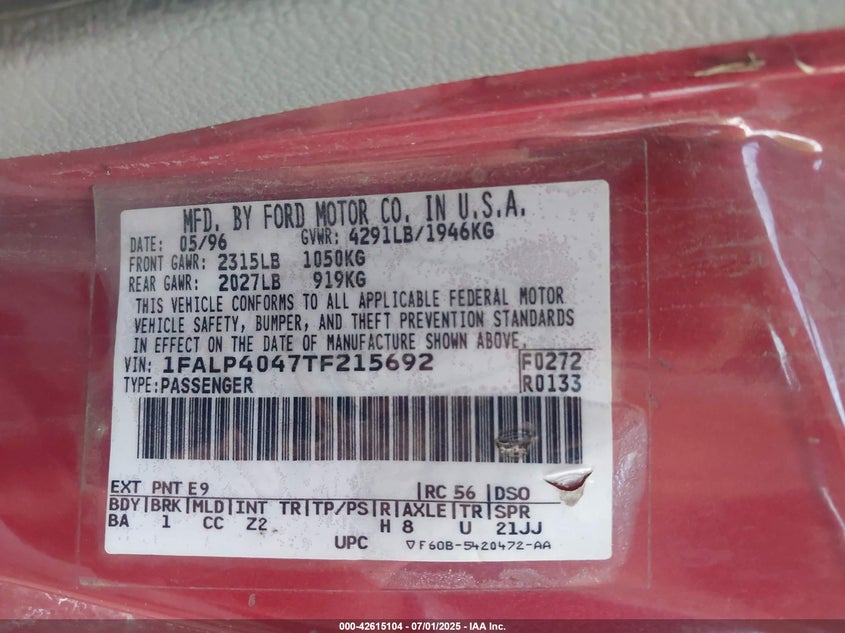 MFD. BY FORD MOTOR CO. IN U.S.A.
DATE: 05/96 GVWR: 4291LB/1946KG
FRONT GAWR: 2315LB 1050KG
REAR GAWR: 2027LB 919KG
THIS VEHICLE CONFORMS TO ALL APPLICABLE FEDERAL MOTOR
VEHICLE SAFETY, BUMPER, AND THEFT PREVENTION STANDARDS
IN EFFECT ON THE DATE OF MANUFACTURE SHOWN ABOVE.
VIN: 1FALP4047TF215692 F0272
TYPE: PASSENGER R0133
EXT PNT E9 RC 56 DSO
BDY BRK MLD INT TR TP/PS R AXLE TR SPR
BA 1 CC Z2 H 8 U 21JJ
UPC ▽F60B-5420472-AA
000-42615104 - 07/01/2025 - IAA Inc.